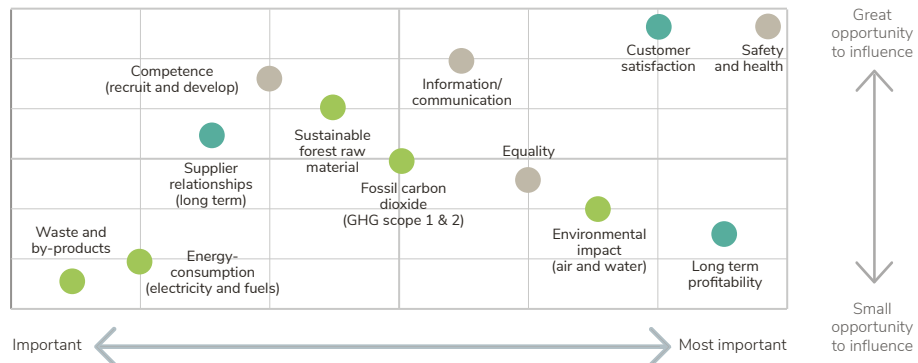 Great
opportunity
to influence
Customer
satisfaction
Safety
and health
Competence
(recruit and develop)
Information/
communication
Sustainable
forest raw
material
Supplier
relationships
(long term)
Equality
Fossil carbon
dioxide
(GHG scope 1 & 2)
Waste and
by-products
Energy-
consumption
(electricity and fuels)
Environmental
impact
(air and water)
Long term
profitability
Small
opportunity
to influence
Important
Most important